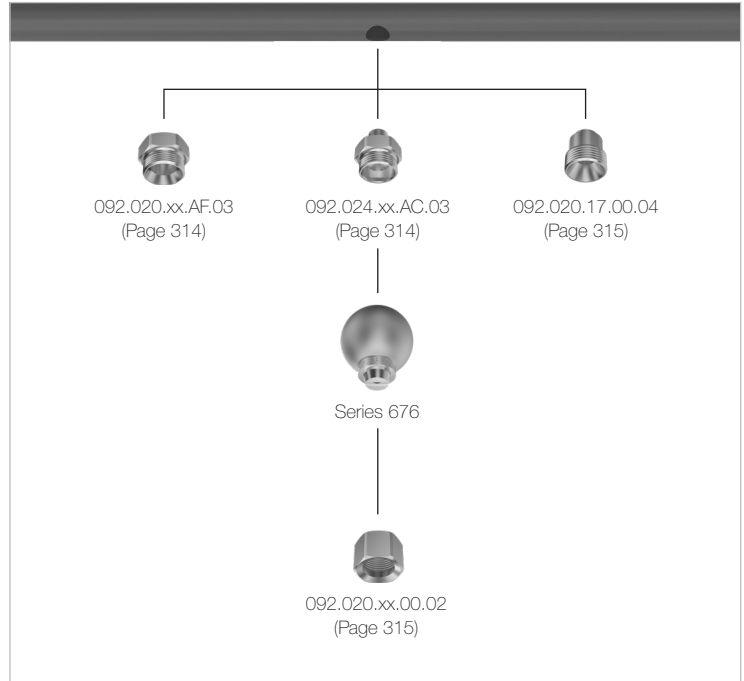 092.020.xx.AF.03
(Page 314)
092.024.xx.AC.03
(Page 314)
092.020.17.00.04
(Page 315)
Series 676
092.020.xx.00.02
(Page 315)